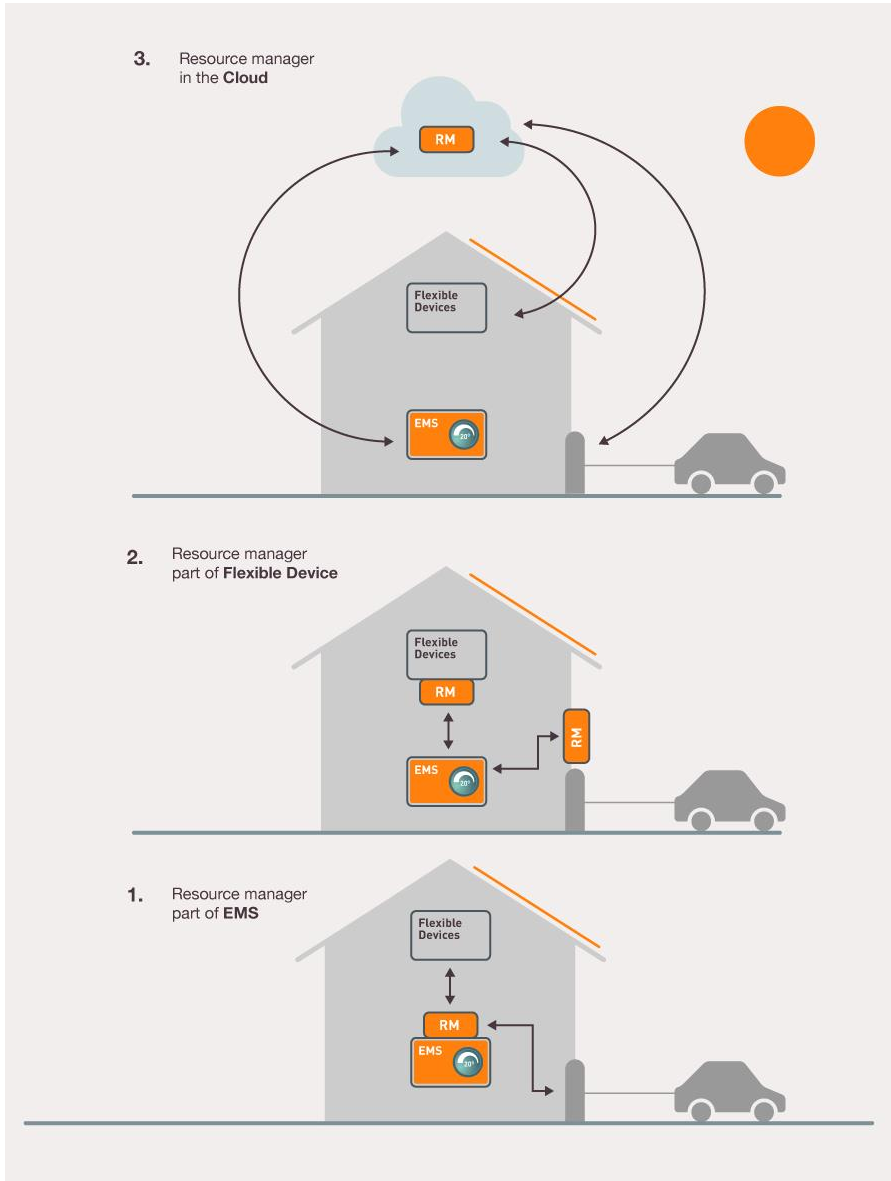 3. Resource manager
in the Cloud
RM
Flexible
Devices
EMS
20°
2. Resource manager
part of Flexible Device
Flexible
Devices
RM
RM
EMS
20°
1. Resource manager
part of EMS
Flexible
Devices
RM
EMS
20°